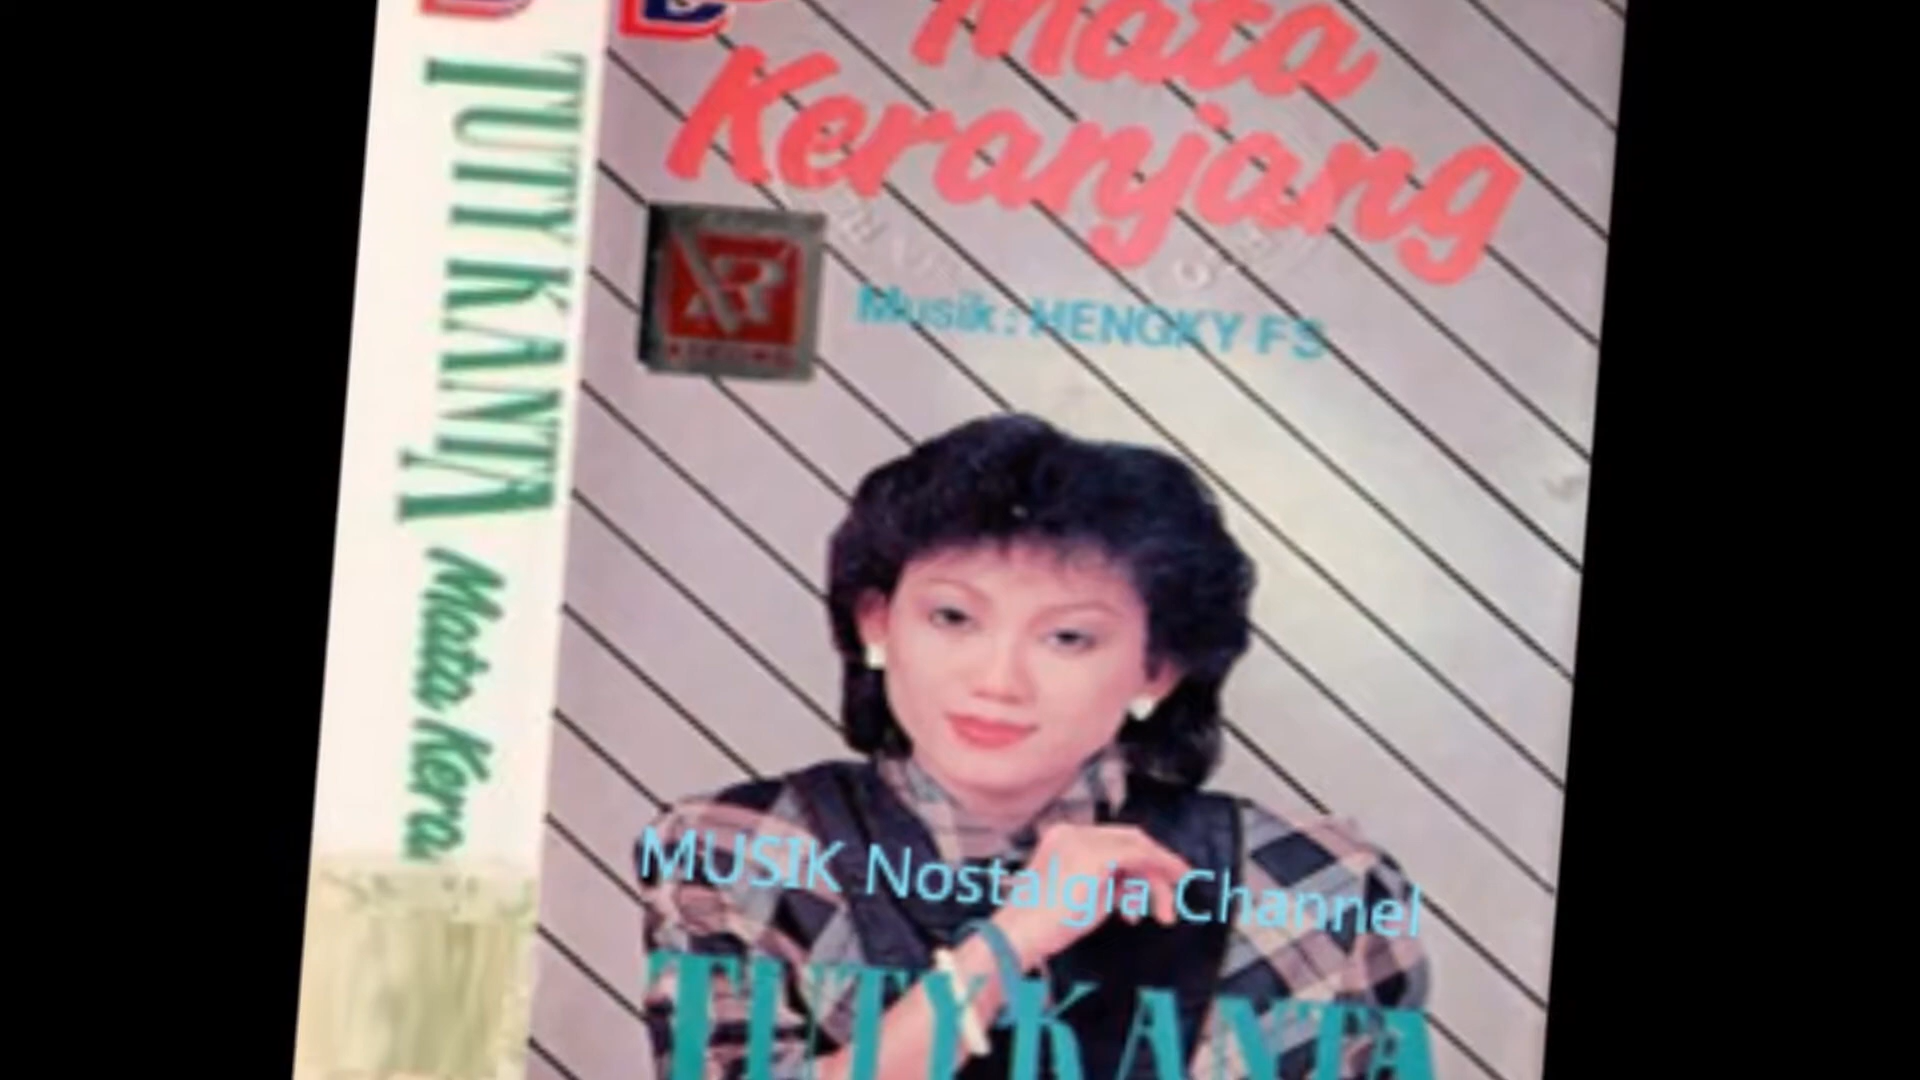 TUTY KANTA Mata Kera
Mata
Keranjang
Musik: HENGKY FS
MUSIK Nostalgia Channel
TUTY KANTA